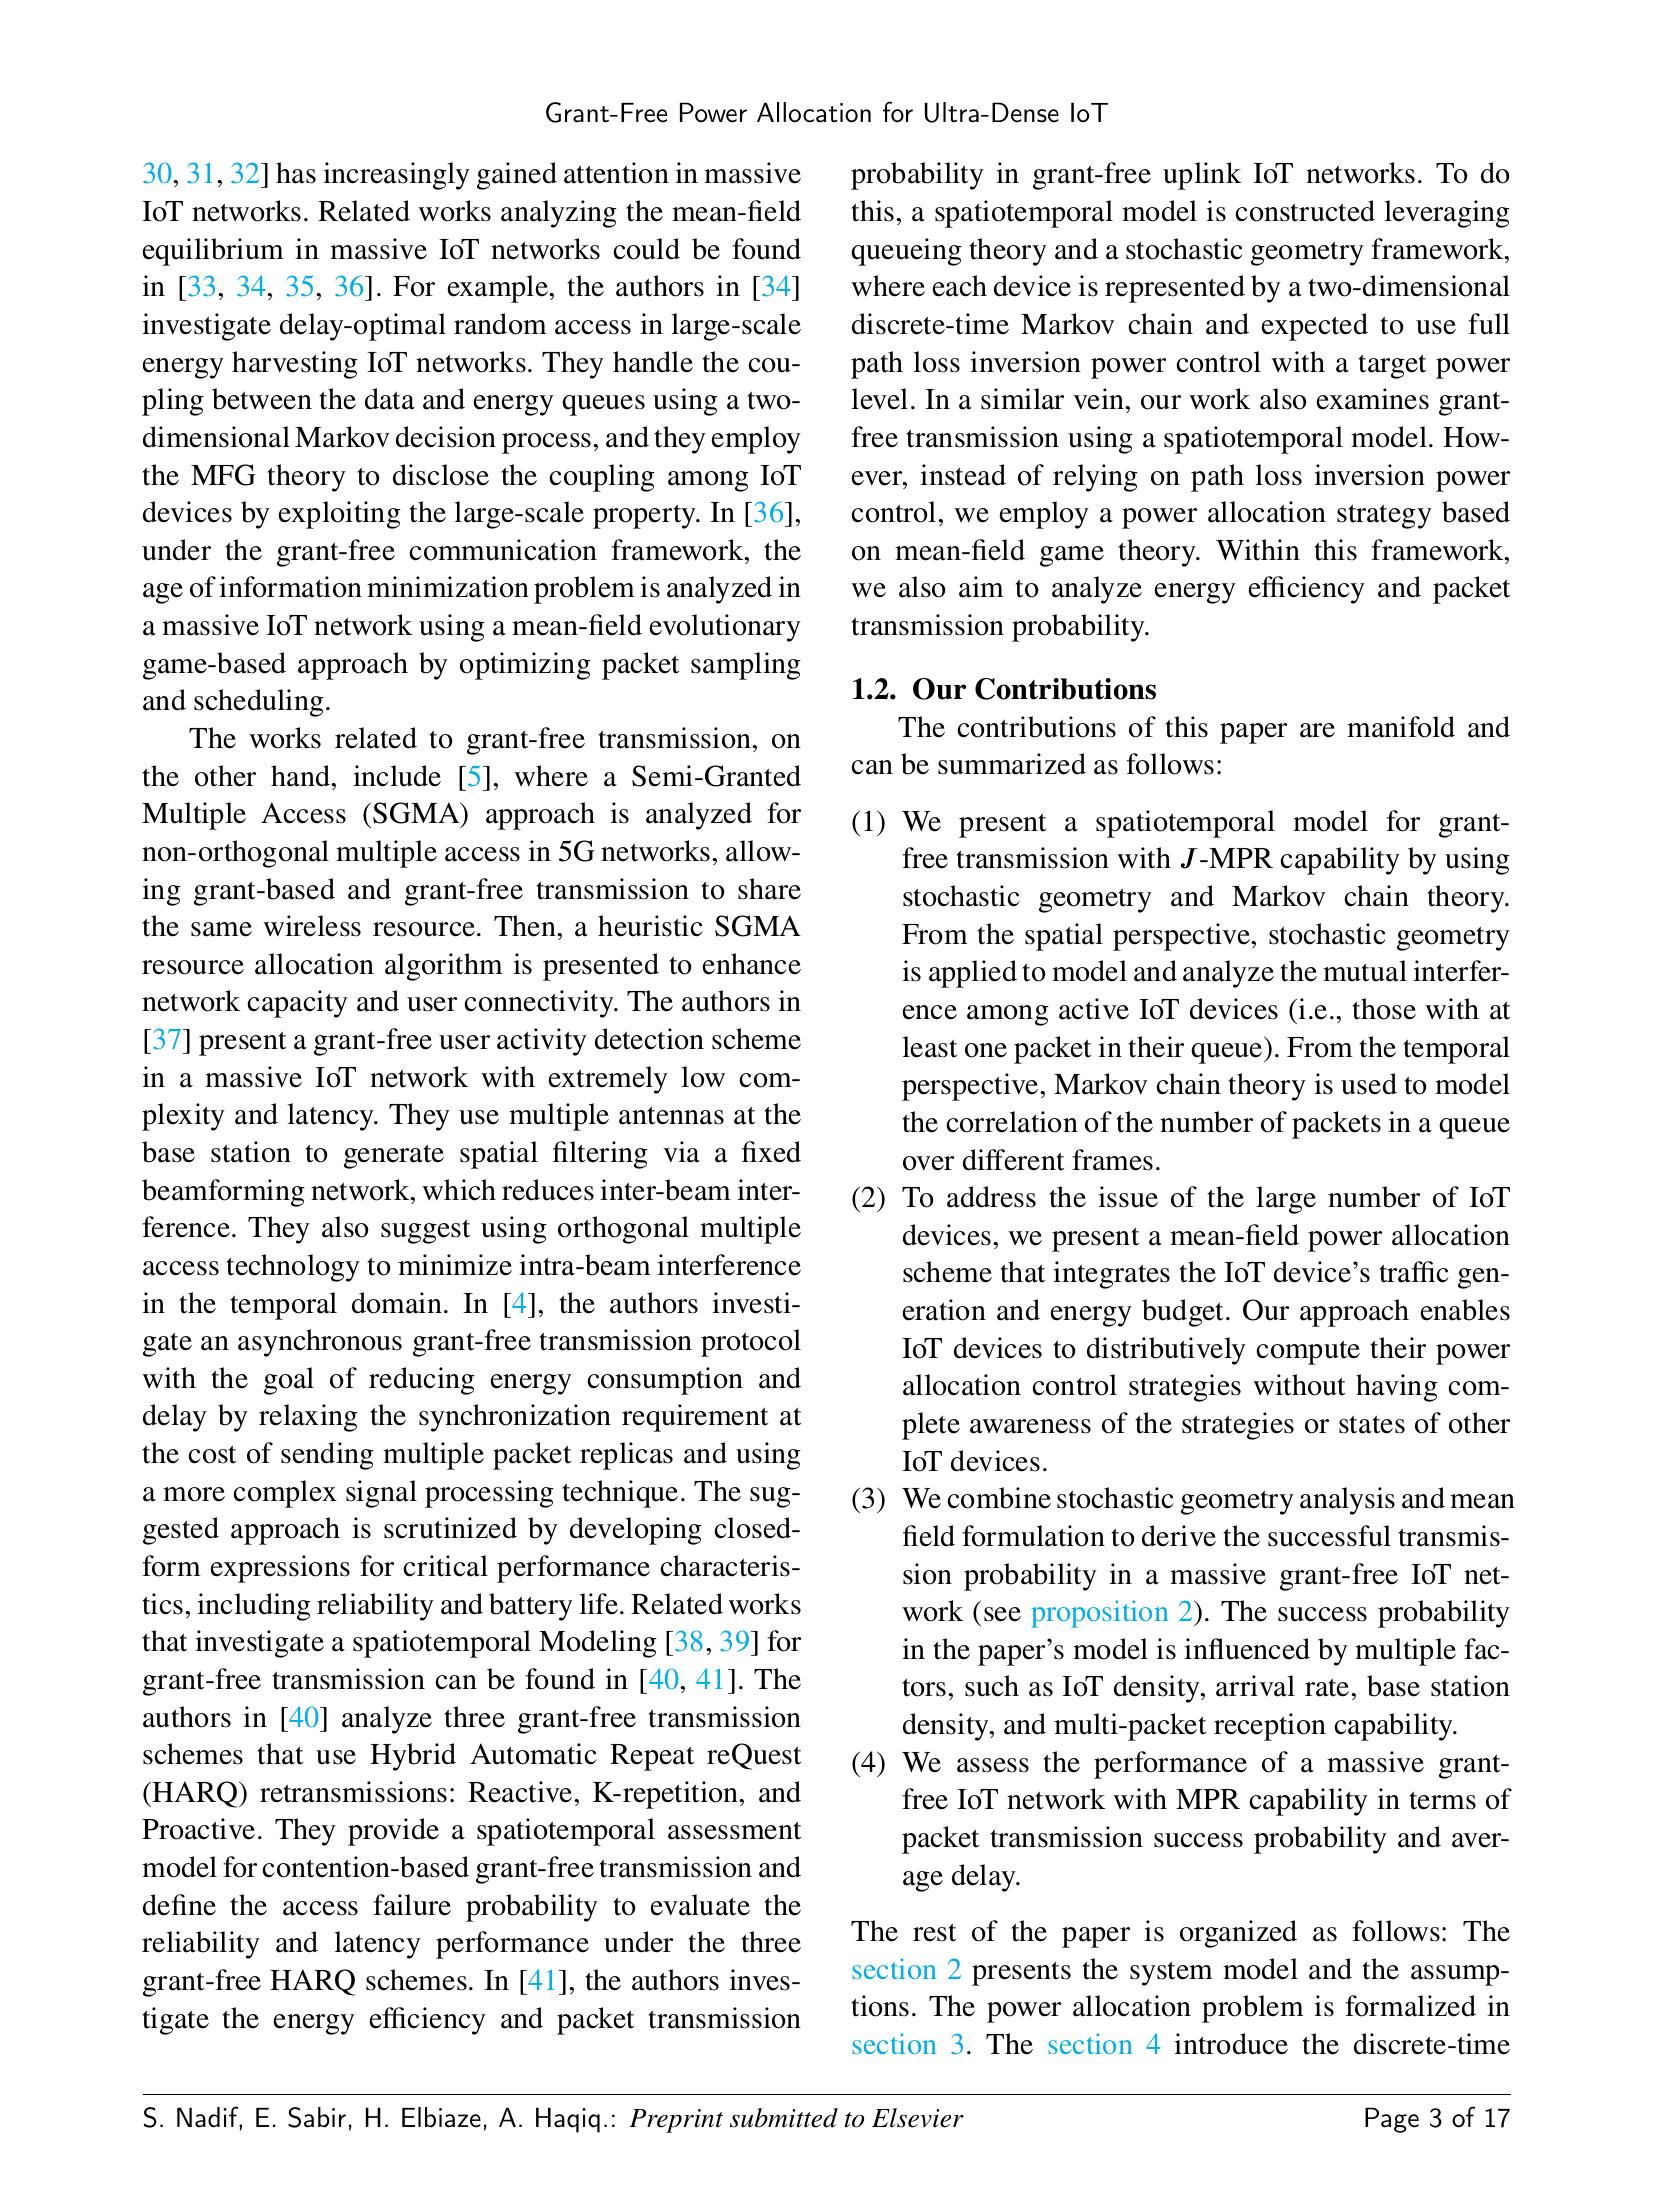 Grant-Free Power Allocation for Ultra-Dense IoT
30, 31, 32] has increasingly gained attention in massive
IoT networks. Related works analyzing the mean-field
equilibrium in massive IoT networks could be found
in [33, 34, 35, 36]. For example, the authors in [34]
investigate delay-optimal random access in large-scale
energy harvesting IoT networks. They handle the cou-
pling between the data and energy queues using a two-
dimensional Markov decision process, and they employ
the MFG theory to disclose the coupling among IoT
devices by exploiting the large-scale property. In [36],
under the grant-free communication framework, the
age of information minimization problem is analyzed in
a massive IoT network using a mean-field evolutionary
game-based approach by optimizing packet sampling
and scheduling.
The works related to grant-free transmission, on
the other hand, include [5], where a Semi-Granted
Multiple Access (SGMA) approach is analyzed for
non-orthogonal multiple access in 5G networks, allow-
ing grant-based and grant-free transmission to share
the same wireless resource. Then, a heuristic SGMA
resource allocation algorithm is presented to enhance
network capacity and user connectivity. The authors in
[37] present a grant-free user activity detection scheme
in a massive IoT network with extremely low com-
plexity and latency. They use multiple antennas at the
base station to generate spatial filtering via a fixed
beamforming network, which reduces inter-beam inter-
ference. They also suggest using orthogonal multiple
access technology to minimize intra-beam interference
in the temporal domain. In [4], the authors investi-
gate an asynchronous grant-free transmission protocol
with the goal of reducing energy consumption and
delay by relaxing the synchronization requirement at
the cost of sending multiple packet replicas and using
a more complex signal processing technique. The sug-
gested approach is scrutinized by developing closed-
form expressions for critical performance characteris-
tics, including reliability and battery life. Related works
that investigate a spatiotemporal Modeling [38, 39] for
grant-free transmission can be found in [40, 41]. The
authors in [40] analyze three grant-free transmission
schemes that use Hybrid Automatic Repeat reQuest
(HARQ) retransmissions: Reactive, K-repetition, and
Proactive. They provide a spatiotemporal assessment
model for contention-based grant-free transmission and
define the access failure probability to evaluate the
reliability and latency performance under the three
grant-free HARQ schemes. In [41], the authors inves-
tigate the energy efficiency and packet transmission
probability in grant-free uplink IoT networks. To do
this, a spatiotemporal model is constructed leveraging
queueing theory and a stochastic geometry framework,
where each device is represented by a two-dimensional
discrete-time Markov chain and expected to use full
path loss inversion power control with a target power
level. In a similar vein, our work also examines grant-
free transmission using a spatiotemporal model. How-
ever, instead of relying on path loss inversion power
control, we employ a power allocation strategy based
on mean-field game theory. Within this framework,
we also aim to analyze energy efficiency and packet
transmission probability.
1.2. Our Contributions
The contributions of this paper are manifold and
can be summarized as follows:
(1) We present a spatiotemporal model for grant-
free transmission with J-MPR capability by using
stochastic geometry and Markov chain theory.
From the spatial perspective, stochastic geometry
is applied to model and analyze the mutual interfer-
ence among active IoT devices (i.e., those with at
least one packet in their queue). From the temporal
perspective, Markov chain theory is used to model
the correlation of the number of packets in a queue
over different frames.
(2) To address the issue of the large number of IoT
devices, we present a mean-field power allocation
scheme that integrates the IoT device's traffic gen-
eration and energy budget. Our approach enables
IoT devices to distributively compute their power
allocation control strategies without having com-
plete awareness of the strategies or states of other
IoT devices.
(3) We combine stochastic geometry analysis and mean
field formulation to derive the successful transmis-
sion probability in a massive grant-free IoT net-
work (see proposition 2). The success probability
in the paper's model is influenced by multiple fac-
tors, such as IoT density, arrival rate, base station
density, and multi-packet reception capability.
(4) We assess the performance of a massive grant-
free IoT network with MPR capability in terms of
packet transmission success probability and aver-
age delay.
The rest of the paper is organized as follows: The
section 2 presents the system model and the assump-
tions. The power allocation problem is formalized in
section 3. The section 4 introduce the discrete-time
S. Nadif, E. Sabir, H. Elbiaze, A. Haqiq.: Preprint submitted to Elsevier
Page 3 of 17